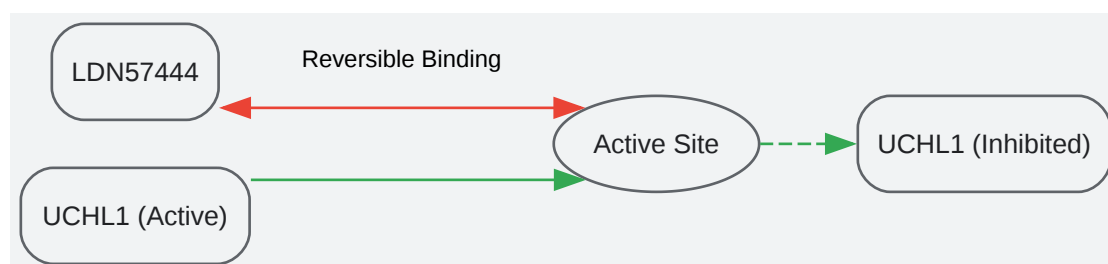 LDN57444
Reversible Binding
Active Site
UCHL1 (Inhibited)
UCHL1 (Active)